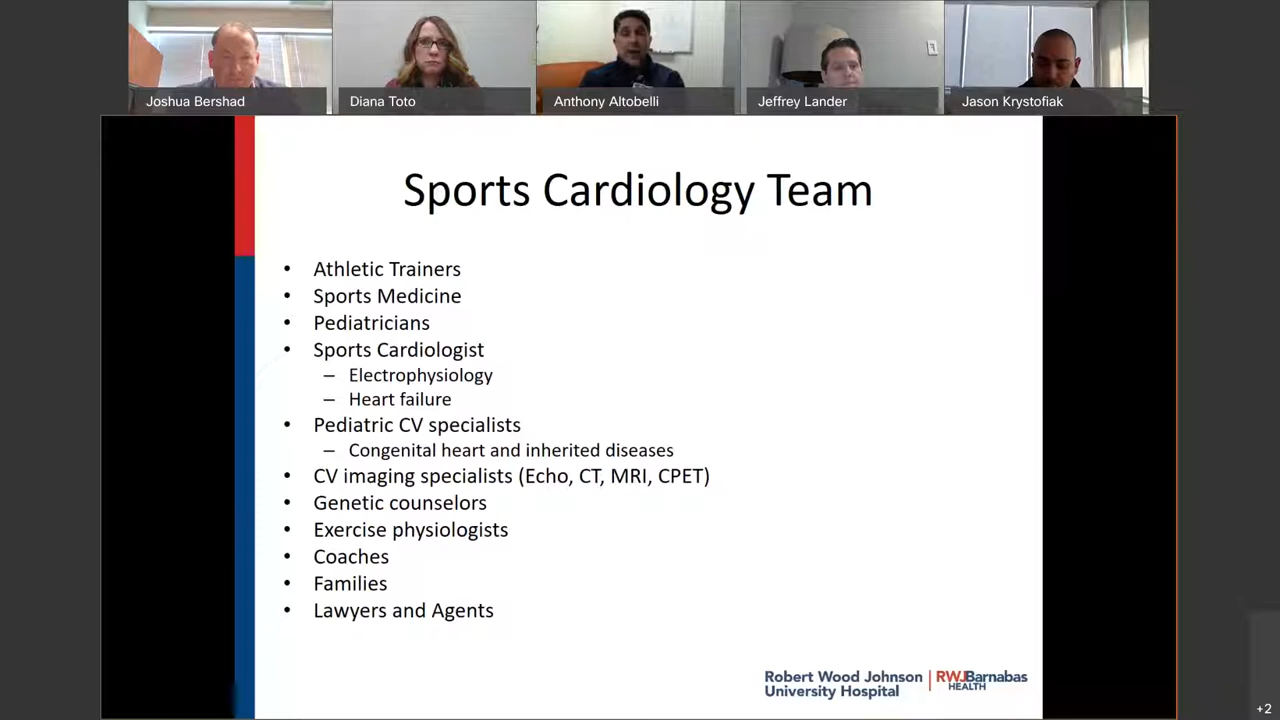 Joshua Bershad
Diana Toto
Anthony Altobelli
Jeffrey Lander
Jason Krystofiak
Sports Cardiology Team
• Athletic Trainers
• Sports Medicine
• Pediatricians
• Sports Cardiologist
– Electrophysiology
– Heart failure
• Pediatric CV specialists
– Congenital heart and inherited diseases
• CV imaging specialists (Echo, CT, MRI, CPET)
• Genetic counselors
• Exercise physiologists
• Coaches
• Families
• Lawyers and Agents
Robert Wood Johnson
University Hospital
RWJBarnabas
HEALTH
+2